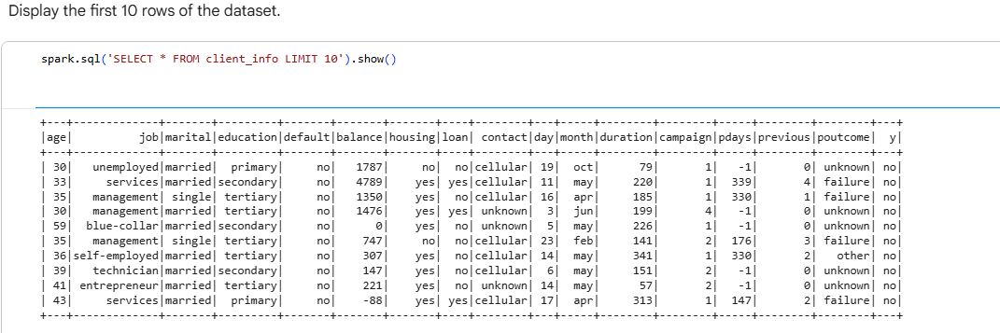 Display the first 10 rows of the dataset.
spark.sql('SELECT * FROM client_info LIMIT 10').show()
+---+-------------+-------+---------+-------+-------+-------+----+--------+---+-----+--------+--------+-----+--------+--------+---+
|age|          job|marital|education|default|balance|housing|loan| contact|day|month|duration|campaign|pdays|previous|poutcome|  y|
+---+-------------+-------+---------+-------+-------+-------+----+--------+---+-----+--------+--------+-----+--------+--------+---+
| 30|   unemployed|married|  primary|     no|   1787|     no|  no|cellular| 19|  oct|      79|       1|   -1|       0| unknown| no|
| 33|     services|married|secondary|     no|   4789|    yes| yes|cellular| 11|  may|     220|       1|  339|       4| failure| no|
| 35|   management| single| tertiary|     no|   1350|    yes|  no|cellular| 16|  apr|     185|       1|  330|       1| failure| no|
| 30|   management|married| tertiary|     no|   1476|    yes| yes| unknown|  3|  jun|     199|       4|   -1|       0| unknown| no|
| 59|  blue-collar|married|secondary|     no|      0|    yes|  no| unknown|  5|  may|     226|       1|   -1|       0| unknown| no|
| 35|   management| single| tertiary|     no|    747|     no|  no|cellular| 23|  feb|     141|       2|  176|       3| failure| no|
| 36|self-employed|married| tertiary|     no|    307|    yes|  no|cellular| 14|  may|     341|       1|  330|       2|   other| no|
| 39|   technician|married|secondary|     no|    147|    yes|  no|cellular|  6|  may|     151|       2|   -1|       0| unknown| no|
| 41| entrepreneur|married| tertiary|     no|    221|    yes|  no| unknown| 14|  may|      57|       2|   -1|       0| unknown| no|
| 43|     services|married|  primary|     no|    -88|    yes| yes|cellular| 17|  apr|     313|       1|  147|       2| failure| no|
+---+-------------+-------+---------+-------+-------+-------+----+--------+---+-----+--------+--------+-----+--------+--------+---+